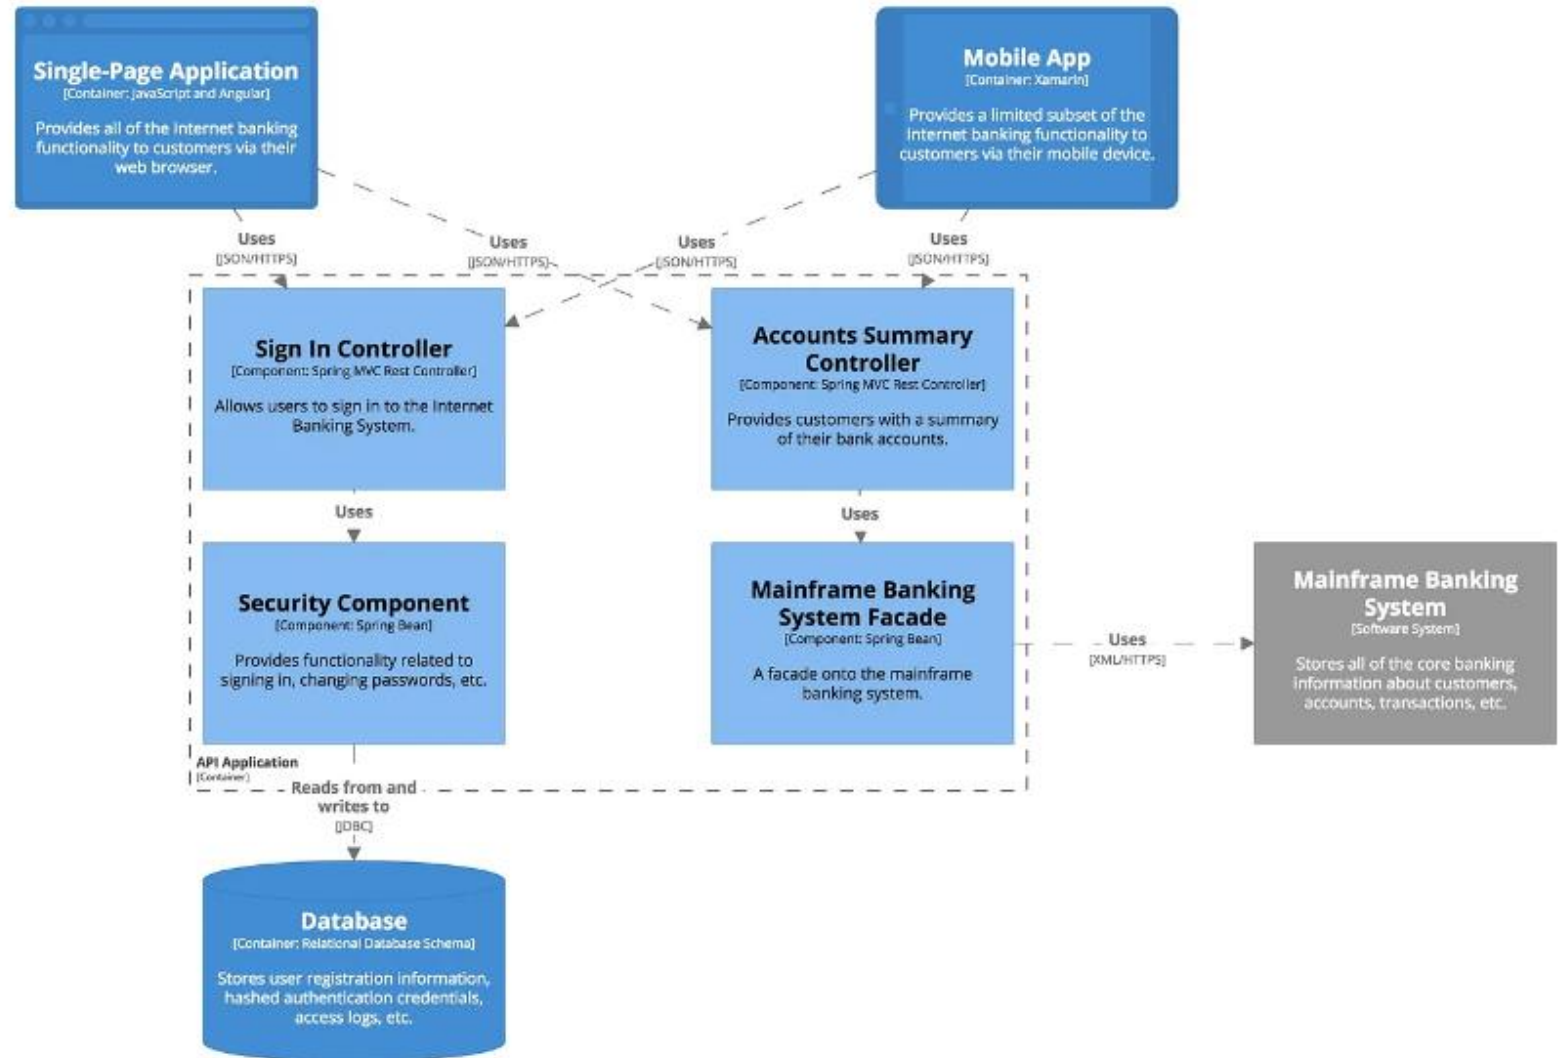 Single-Page Application
[Container: JavaScript and Angular]
Provides all of the Internet banking
functionality to customers via their
web browser.
Mobile App
[Container: Xamarin]
Provides a limited subset of the
Internet banking functionality to
customers via their mobile device.
Uses
[JSON/HTTPS]
Uses
[JSON/HTTPS]
Uses
[JSON/HTTPS]
Uses
[JSON/HTTPS]
Sign In Controller
[Component: Spring MVC Rest Controller]
Allows users to sign in to the Internet
Banking System.
Accounts Summary
Controller
[Component: Spring MVC Rest Controller]
Provides customers with a summary
of their bank accounts.
Uses
Uses
Security Component
[Component: Spring Bean]
Provides functionality related to
signing in, changing passwords, etc.
Mainframe Banking
System Facade
[Component: Spring Bean]
A facade onto the mainframe
banking system.
Uses
[XML/HTTPS]
Mainframe Banking
System
[Software System]
Stores all of the core banking
information about customers,
accounts, transactions, etc.
API Application
[Container]
Reads from and
writes to
[JDBC]
Database
[Container: Relational Database Schema]
Stores user registration information,
hashed authentication credentials,
access logs, etc.